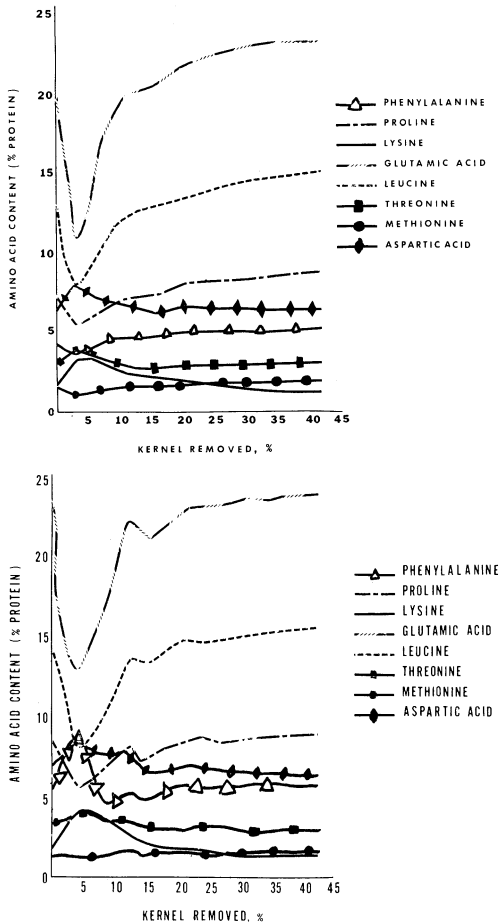 25
20
15
10
5
0
AMINO ACID CONTENT (% PROTEIN)
5 10 15 20 25 30 35 40 45
KERNEL REMOVED, %
PHENYLALANINE
PROLINE
LYSINE
GLUTAMIC ACID
LEUCINE
THREONINE
METHIONINE
ASPARTIC ACID
25
20
15
10
5
0
AMINO ACID CONTENT (% PROTEIN)
5 10 15 20 25 30 35 40 45
KERNEL REMOVED, %
PHENYLALANINE
PROLINE
LYSINE
GLUTAMIC ACID
LEUCINE
THREONINE
METHIONINE
ASPARTIC ACID